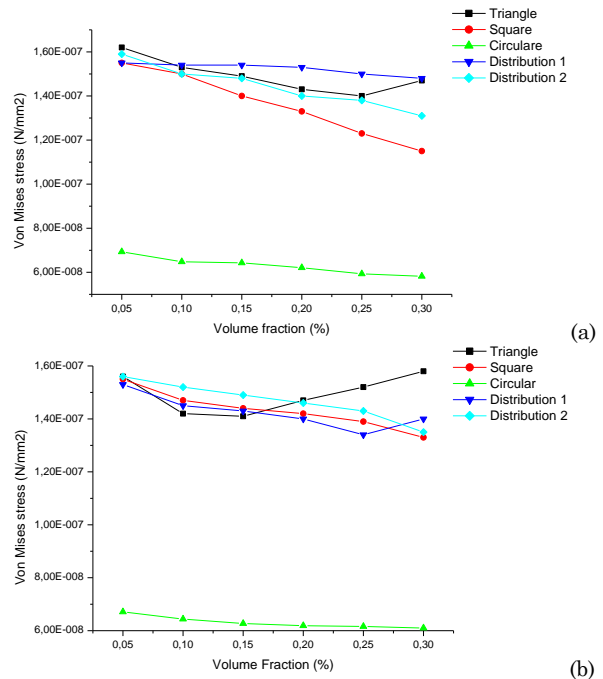 Triangle
Square
Circulare
Distribution 1
Distribution 2
1,60E-007
1,40E-007
1,20E-007
1,00E-007
8,00E-008
6,00E-008
Von Mises stress (N/mm2)
0,05 0,10 0,15 0,20 0,25 0,30
Volume fraction (%)
(a)
Triangle
Square
Circular
Distribution 1
Distribution 2
1,60E-007
1,40E-007
1,20E-007
1,00E-007
8,00E-008
6,00E-008
Von Mises stress (N/mm2)
0,05 0,10 0,15 0,20 0,25 0,30
Volume Fraction (%)
(b)